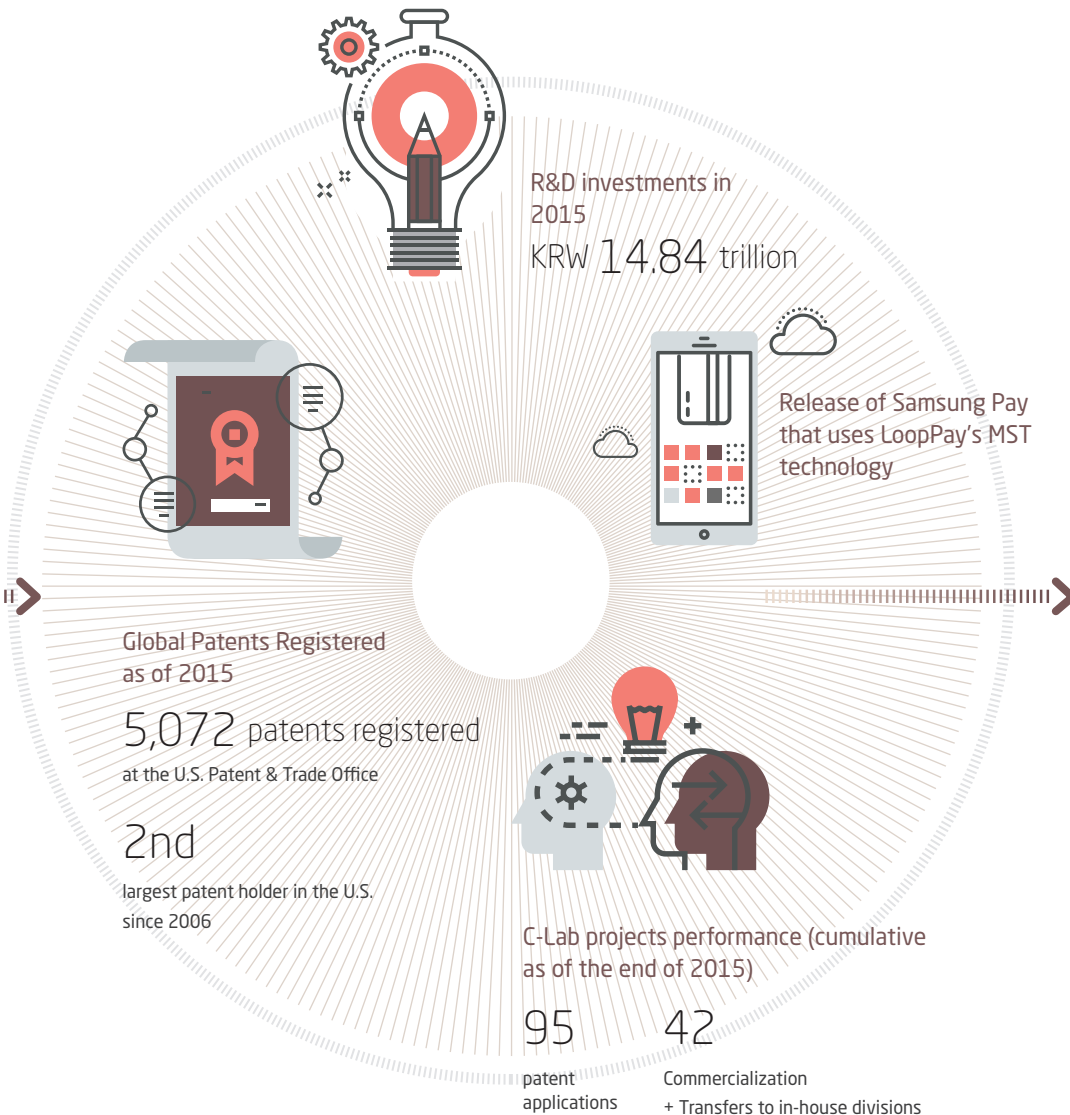 R&D investments in
2015
KRW 14.84 trillion
Release of Samsung Pay
that uses LoopPay's MST
technology
Global Patents Registered
as of 2015
5,072 patents registered
at the U.S. Patent & Trade Office
2nd
largest patent holder in the U.S.
since 2006
C-Lab projects performance (cumulative
as of the end of 2015)
95
patent
applications
42
Commercialization
+ Transfers to in-house divisions